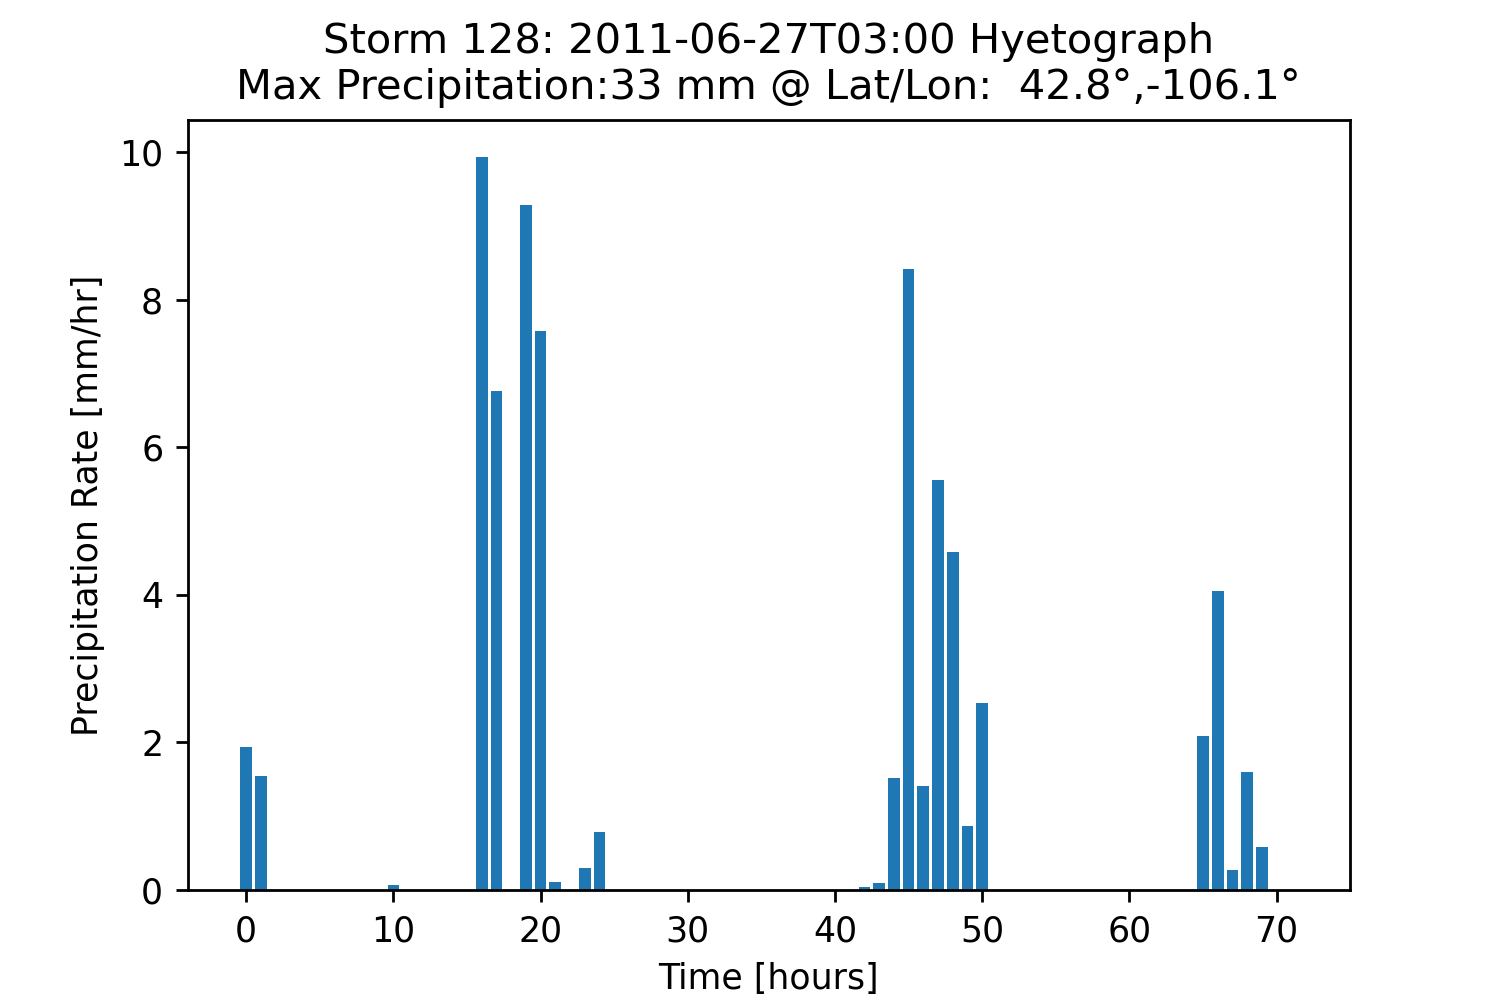 Storm 128: 2011-06-27T03:00 Hyetograph
Max Precipitation:33 mm @ Lat/Lon:  42.8°,-106.1°
10
8
6
4
2
0
Precipitation Rate [mm/hr]
0 10 20 30 40 50 60 70
Time [hours]